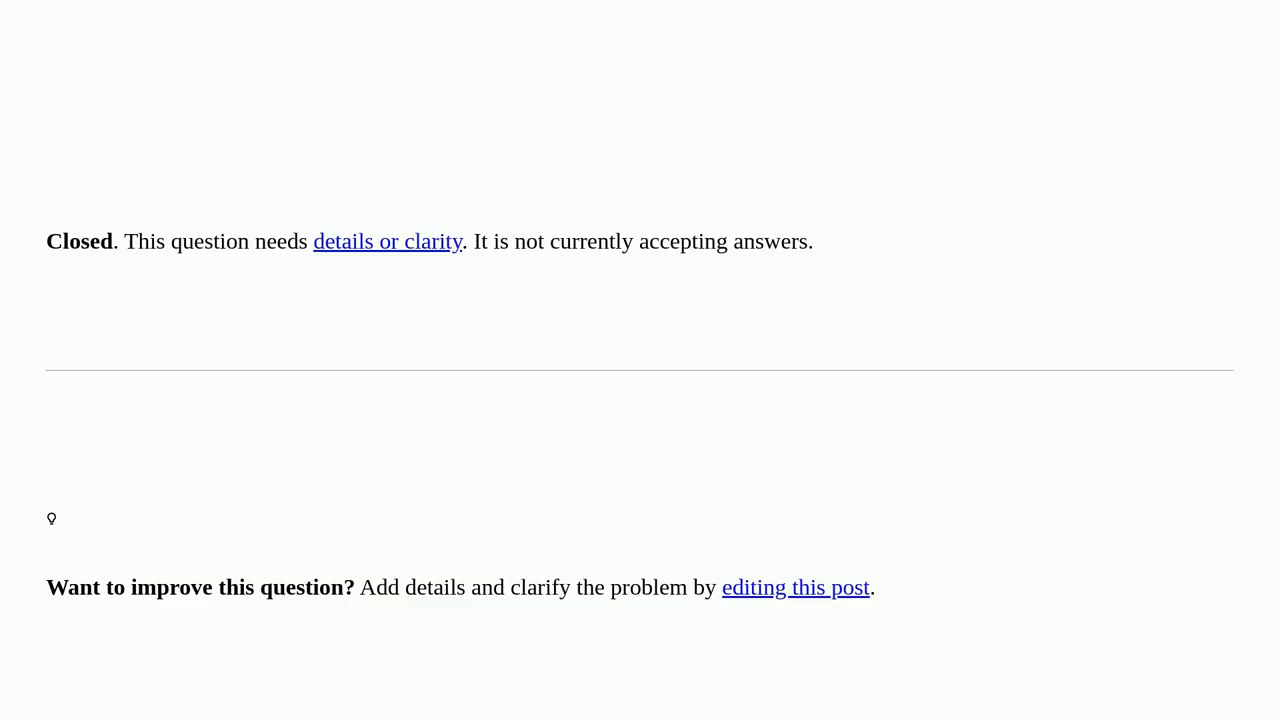 Closed. This question needs details or clarity. It is not currently accepting answers.
Want to improve this question? Add details and clarify the problem by editing this post.